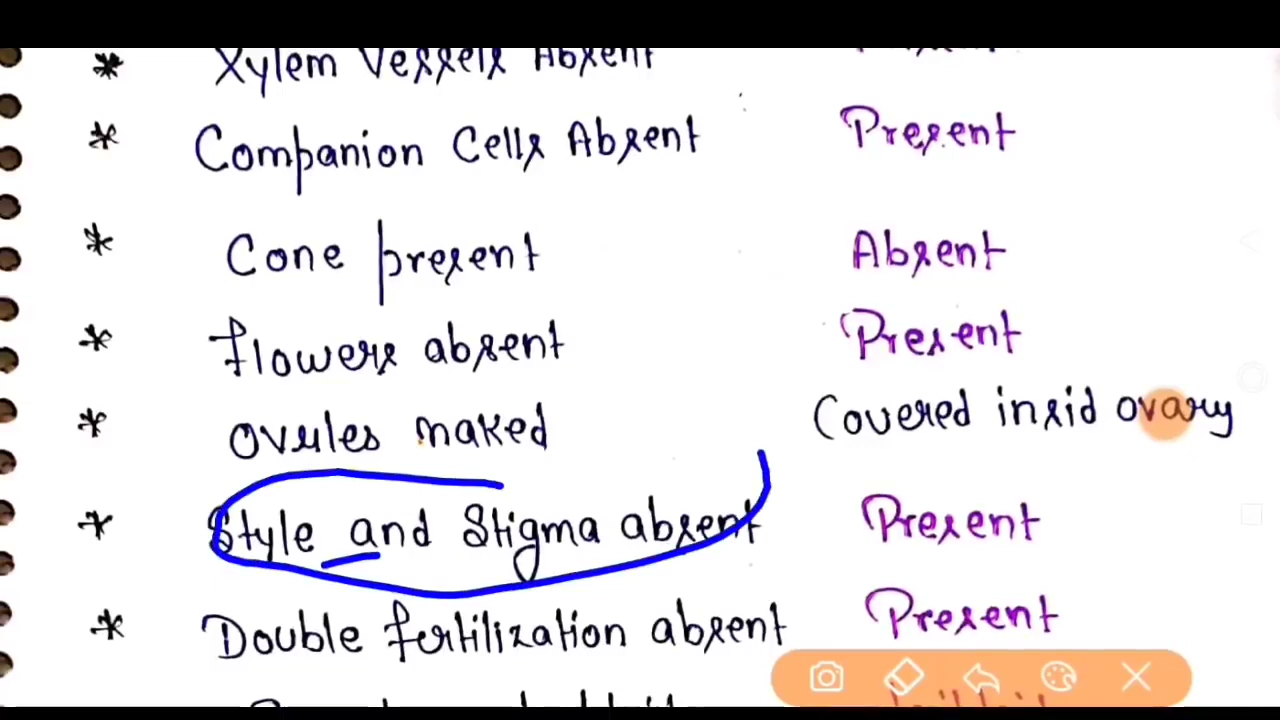 * Xylem Vessels Absent
* Companion Cells Absent Present
* Cone present Absent
* flowers absent Present
* Ovules naked Covered insid ovary
* Style and Stigma absent Present
* Double fertilization absent Present